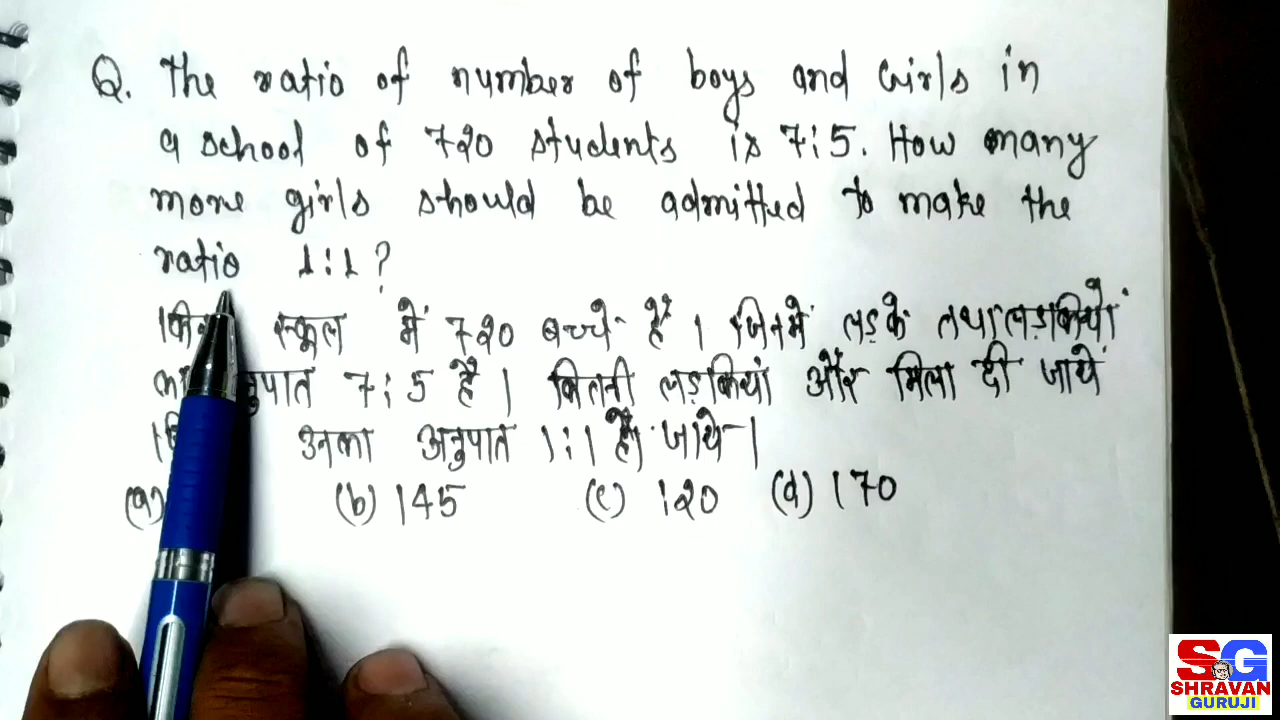 Q. The ratio of number of boys and Girls in
a school of 720 students is 7:5. How many
more girls should be admitted to make the
ratio 1:1?
स्कूल में 720 बच्चे हैं। जिनमें लड़के तथा लड़कियों
7:5 है। कितनी लड़कियां और मिला दी जाये
उनका अनुपात 1:1 हो जाये।
(a) (b) 145 (c) 120 (d) 170
SG
SHRAVAN
GURUJI